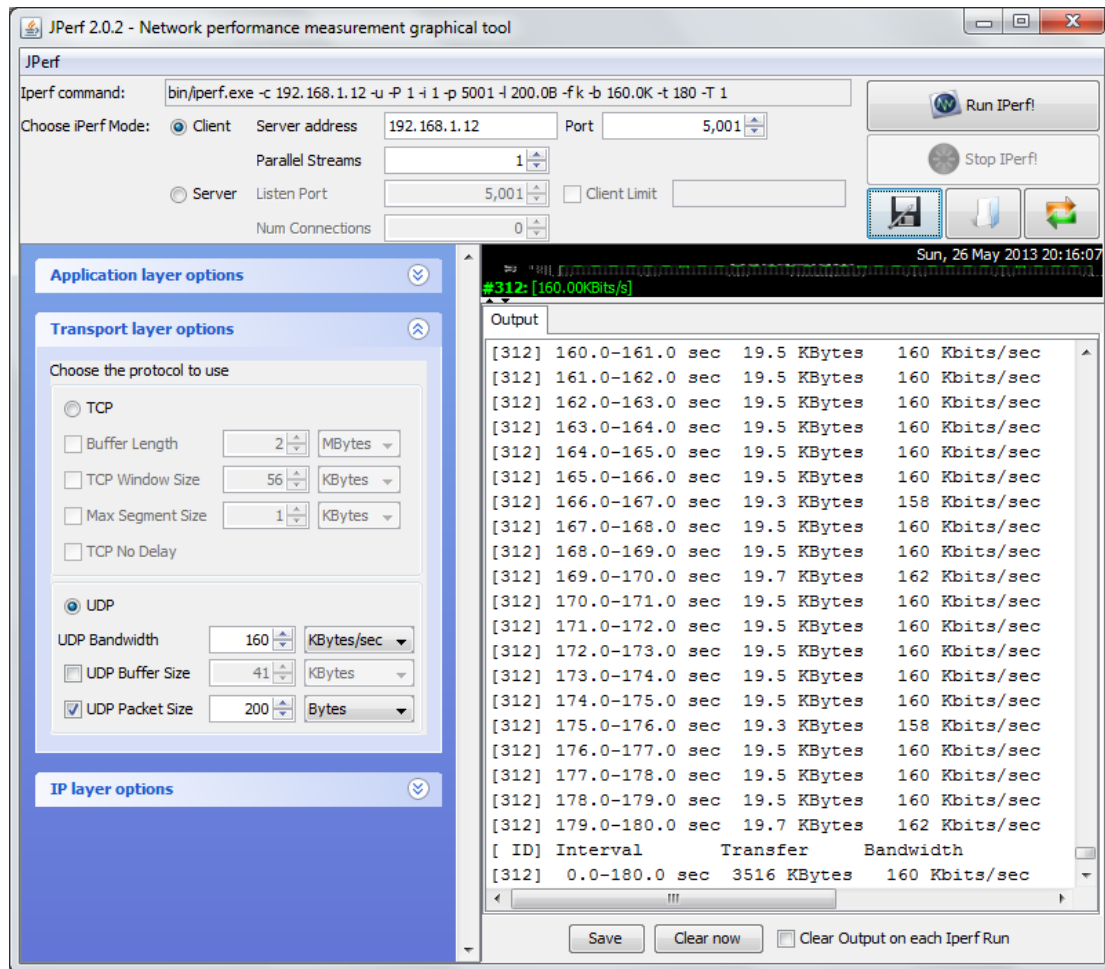 JPerf 2.0.2 - Network performance measurement graphical tool
JPerf
Iperf command: bin/iperf.exe -c 192.168.1.12 -u -P 1 -i 1 -p 5001 -l 200.0B -f k -b 160.0K -t 180 -T 1
Run IPerf!
Choose iPerf Mode: Client Server address 192.168.1.12 Port 5,001
Parallel Streams 1
Stop IPerf!
Server Listen Port 5,001 Client Limit
Num Connections 0
Application layer options
Transport layer options
Choose the protocol to use
TCP
Buffer Length 2 MBytes
TCP Window Size 56 KBytes
Max Segment Size 1 KBytes
TCP No Delay
UDP
UDP Bandwidth 160 KBytes/sec
UDP Buffer Size 41 KBytes
UDP Packet Size 200 Bytes
IP layer options
Sun, 26 May 2013 20:16:07
#312: [160.00KBits/s]
Output
[312] 160.0-161.0 sec 19.5 KBytes 160 Kbits/sec
[312] 161.0-162.0 sec 19.5 KBytes 160 Kbits/sec
[312] 162.0-163.0 sec 19.5 KBytes 160 Kbits/sec
[312] 163.0-164.0 sec 19.5 KBytes 160 Kbits/sec
[312] 164.0-165.0 sec 19.5 KBytes 160 Kbits/sec
[312] 165.0-166.0 sec 19.5 KBytes 160 Kbits/sec
[312] 166.0-167.0 sec 19.3 KBytes 158 Kbits/sec
[312] 167.0-168.0 sec 19.5 KBytes 160 Kbits/sec
[312] 168.0-169.0 sec 19.5 KBytes 160 Kbits/sec
[312] 169.0-170.0 sec 19.7 KBytes 162 Kbits/sec
[312] 170.0-171.0 sec 19.5 KBytes 160 Kbits/sec
[312] 171.0-172.0 sec 19.5 KBytes 160 Kbits/sec
[312] 172.0-173.0 sec 19.5 KBytes 160 Kbits/sec
[312] 173.0-174.0 sec 19.5 KBytes 160 Kbits/sec
[312] 174.0-175.0 sec 19.5 KBytes 160 Kbits/sec
[312] 175.0-176.0 sec 19.3 KBytes 158 Kbits/sec
[312] 176.0-177.0 sec 19.5 KBytes 160 Kbits/sec
[312] 177.0-178.0 sec 19.5 KBytes 160 Kbits/sec
[312] 178.0-179.0 sec 19.5 KBytes 160 Kbits/sec
[312] 179.0-180.0 sec 19.7 KBytes 162 Kbits/sec
[ ID] Interval Transfer Bandwidth
[312] 0.0-180.0 sec 3516 KBytes 160 Kbits/sec
Save Clear now Clear Output on each Iperf Run